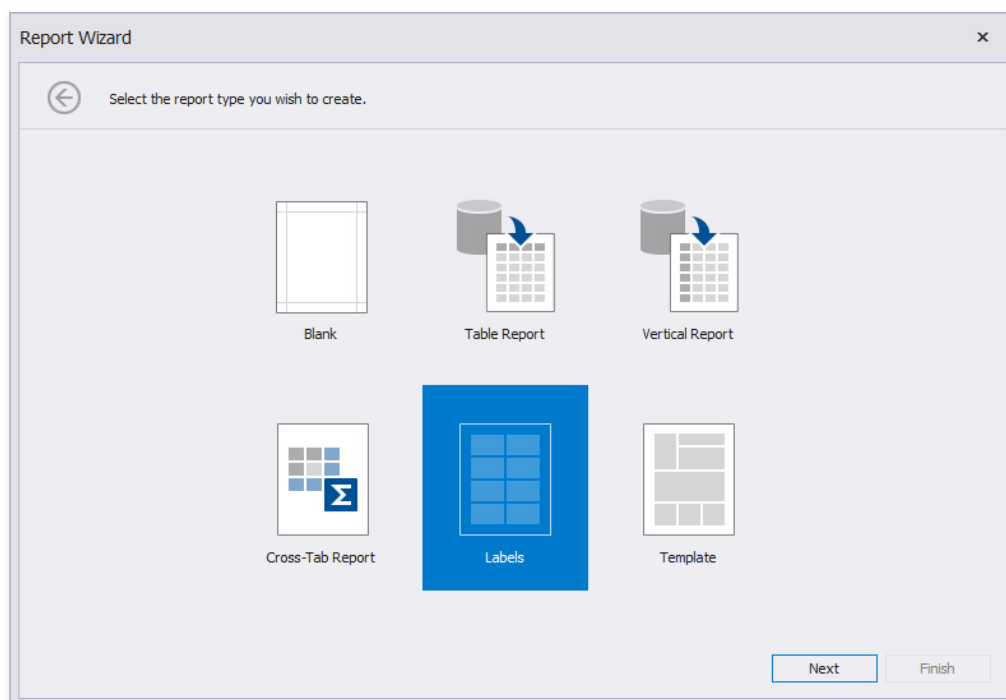 Report Wizard
Select the report type you wish to create.
Blank
Table Report
Vertical Report
Cross-Tab Report
Labels
Template
Next
Finish